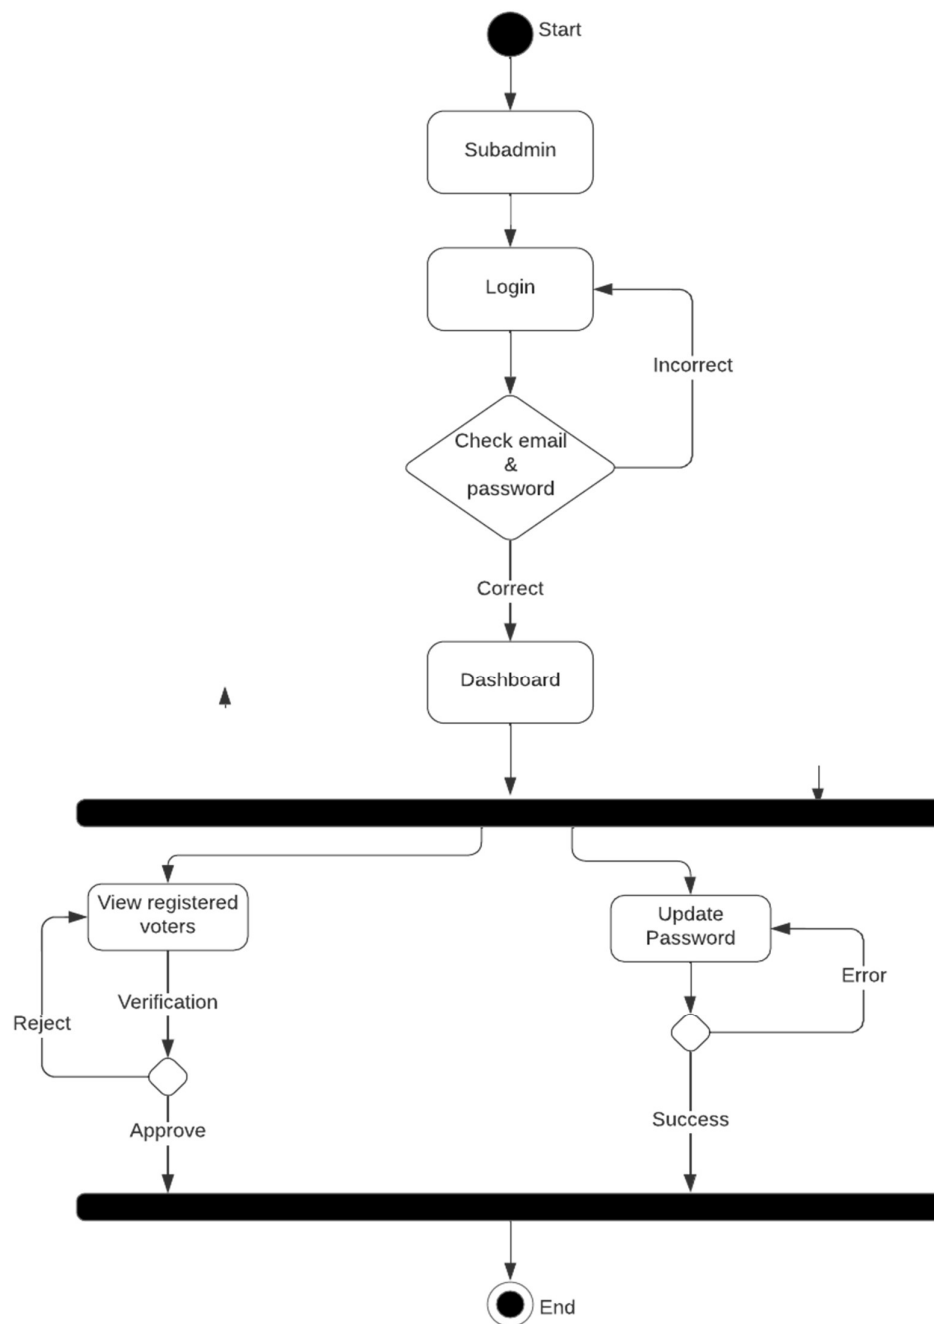 Start
Subadmin
Login
Incorrect
Check email
&
password
Correct
Dashboard
View registered
voters
Update
Password
Error
Verification
Reject
Success
Approve
End